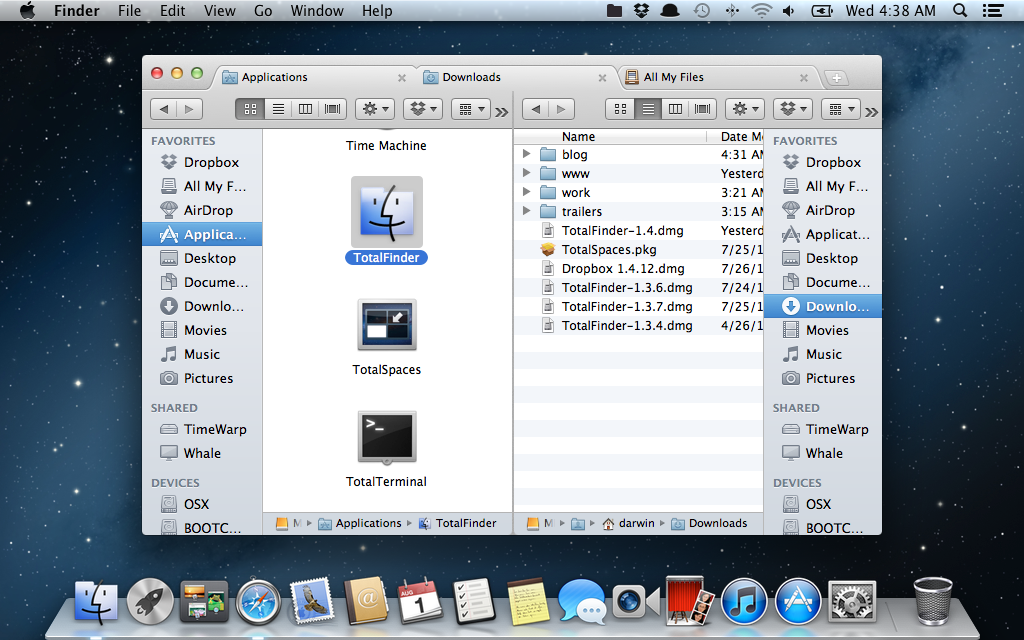 Finder File Edit View Go Window Help Wed 4:38 AM
Applications Downloads All My Files
FAVORITES
Dropbox
All My F...
AirDrop
Applica...
Desktop
Docume...
Downlo...
Movies
Music
Pictures
SHARED
TimeWarp
Whale
DEVICES
OSX
BOOTC...
Time Machine
TotalFinder
TotalSpaces
>_
TotalTerminal
M Applications TotalFinder
Name Date Mo
blog 4:31 AM
www Yesterd
work 3:21 AM
trailers 3:15 AM
TotalFinder-1.4.dmg Yesterd
TotalSpaces.pkg 7/25/1
Dropbox 1.4.12.dmg 7/26/1
TotalFinder-1.3.6.dmg 7/24/1
TotalFinder-1.3.7.dmg 7/25/1
TotalFinder-1.3.4.dmg 4/26/1
M darwin Downloads
FAVORITES
Dropbox
All My F...
AirDrop
Applicat...
Desktop
Docume...
Downlo...
Movies
Music
Pictures
SHARED
TimeWarp
Whale
DEVICES
OSX
BOOTC...
@
1